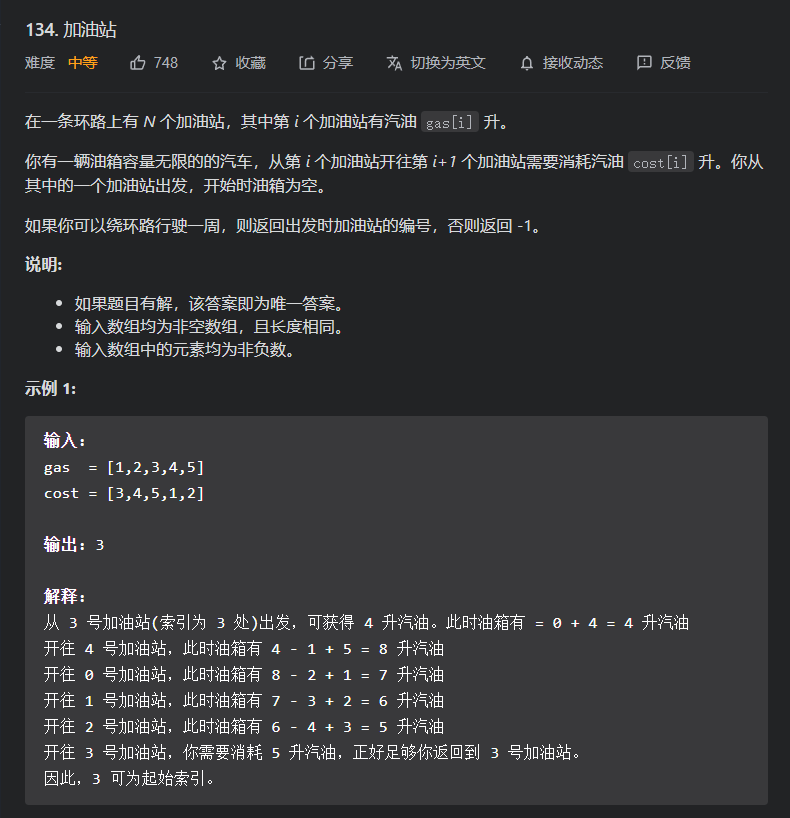 134. 加油站
难度 中等 748 收藏 分享 切换为英文 接收动态 反馈
在一条环路上有 N 个加油站，其中第 i 个加油站有汽油 gas[i] 升。
你有一辆油箱容量无限的的汽车，从第 i 个加油站开往第 i+1 个加油站需要消耗汽油 cost[i] 升。你从
其中的一个加油站出发，开始时油箱为空。
如果你可以绕环路行驶一周，则返回出发时加油站的编号，否则返回 -1。
说明:
• 如果题目有解，该答案即为唯一答案。
• 输入数组均为非空数组，且长度相同。
• 输入数组中的元素均为非负数。
示例 1:
输入:
gas  = [1,2,3,4,5]
cost = [3,4,5,1,2]
输出: 3
解释:
从 3 号加油站(索引为 3 处)出发，可获得 4 升汽油。此时油箱有 = 0 + 4 = 4 升汽油
开往 4 号加油站，此时油箱有 4 - 1 + 5 = 8 升汽油
开往 0 号加油站，此时油箱有 8 - 2 + 1 = 7 升汽油
开往 1 号加油站，此时油箱有 7 - 3 + 2 = 6 升汽油
开往 2 号加油站，此时油箱有 6 - 4 + 3 = 5 升汽油
开往 3 号加油站，你需要消耗 5 升汽油，正好足够你返回到 3 号加油站。
因此，3 可为起始索引。